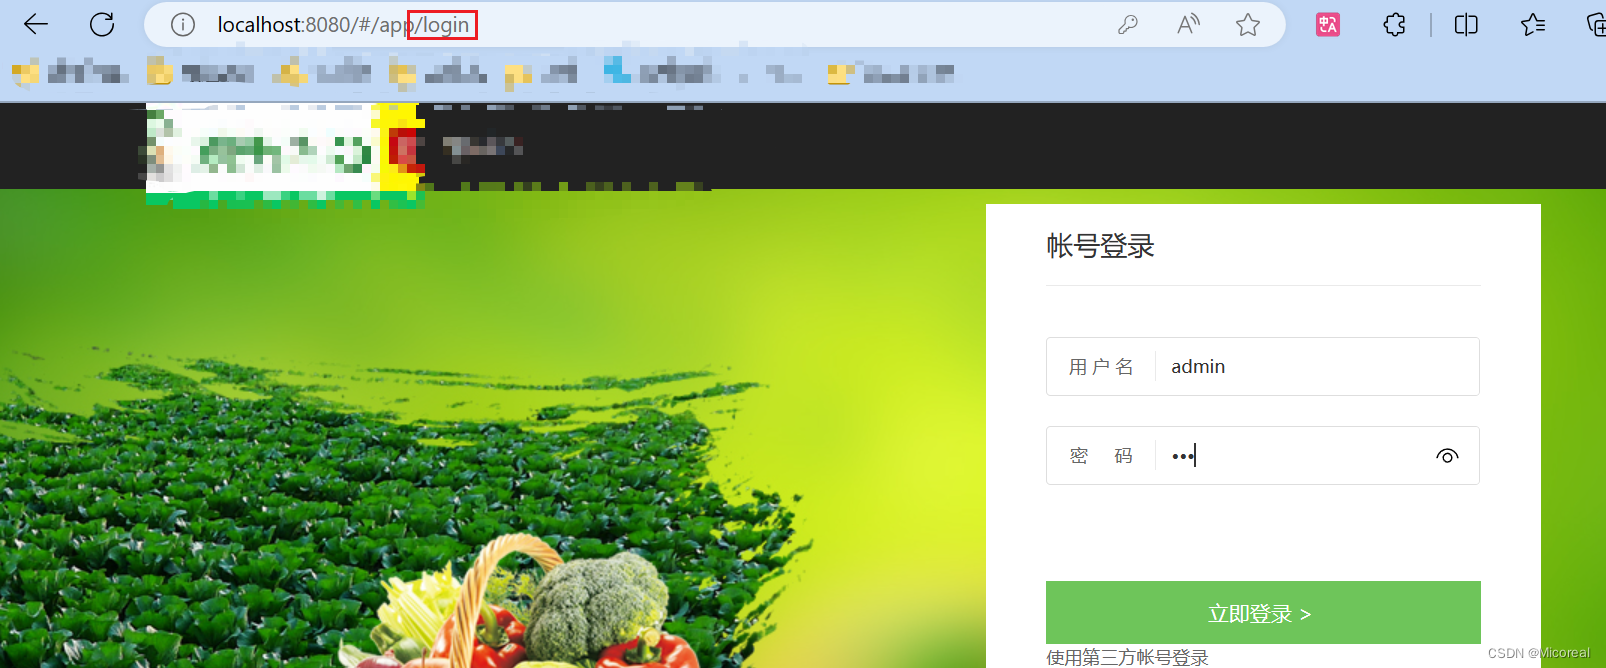 localhost:8080/#/app/login
帐号登录
用户名 admin
密 码 •••
立即登录 >
使用第三方帐号登录
CSDN @Micoreal